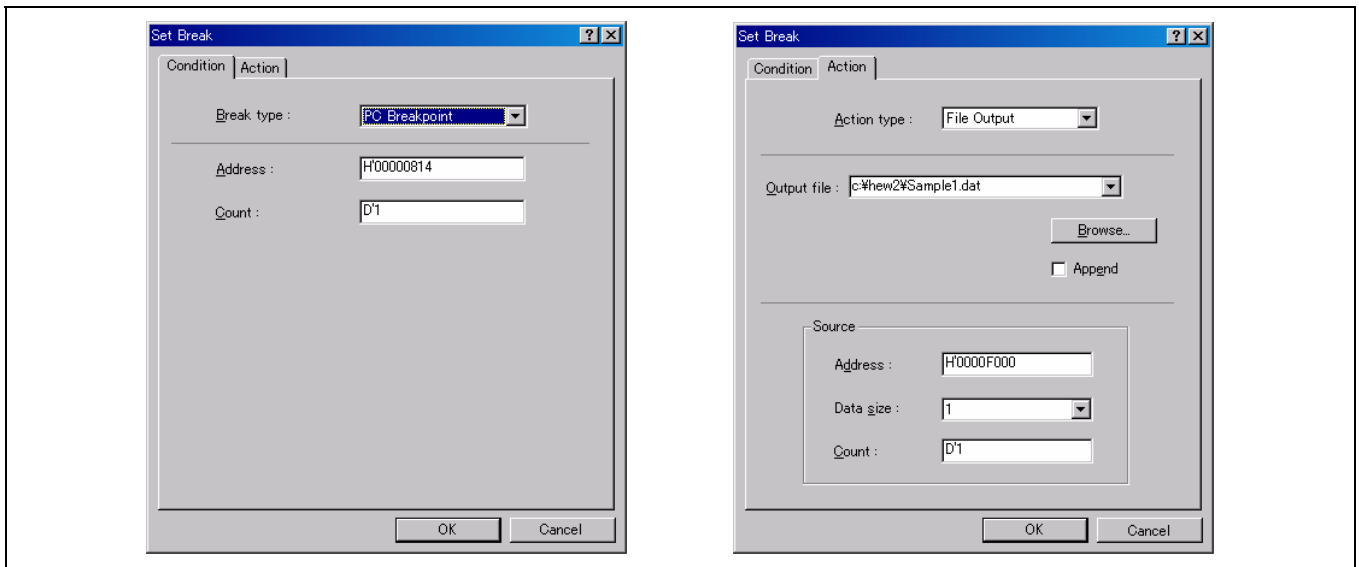 Set Break
Condition Action
Break type :
PC Breakpoint
Address :
H'00000814
Count :
D'1
OK
Cancel
Set Break
Condition Action
Action type :
File Output
Output file :
c:¥hew2¥Sample1.dat
Browse...
Append
Source
Address :
H'0000F000
Data size :
1
Count :
D'1
OK
Cancel